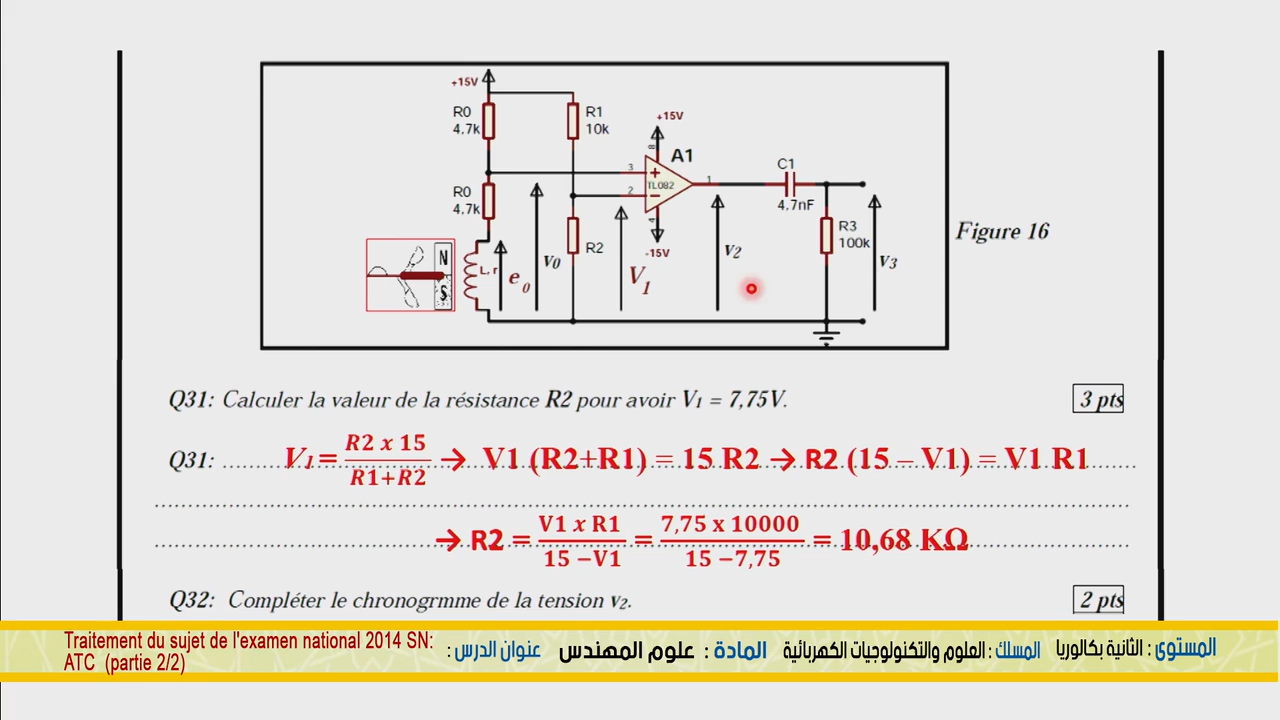 +15V
R0
4,7k
R1
10k
+15V
8
A1
3
+
TL082
1
2
−
4
-15V
C1
4,7nF
R0
4,7k
R2
R3
100k
Figure 16
N
S
L, r
e0
v0
V1
v2
v3
Q31: Calculer la valeur de la résistance R2 pour avoir V1 = 7,75V.
3 pts
Q31: V1 = R2 x 15 / R1+R2 → V1 (R2+R1) = 15 R2 → R2 (15 – V1) = V1 R1
→ R2 = V1 x R1 / 15 –V1 = 7,75 x 10000 / 15 –7,75 = 10,68 KΩ
Q32: Compléter le chronogrmme de la tension v2.
2 pts
المستوى : الثانية بكالوريا المسلك : العلوم والتكنولوجيات الكهربائية المادة : علوم المهندس عنوان الدرس :
Traitement du sujet de l'examen national 2014 SN:
ATC (partie 2/2)